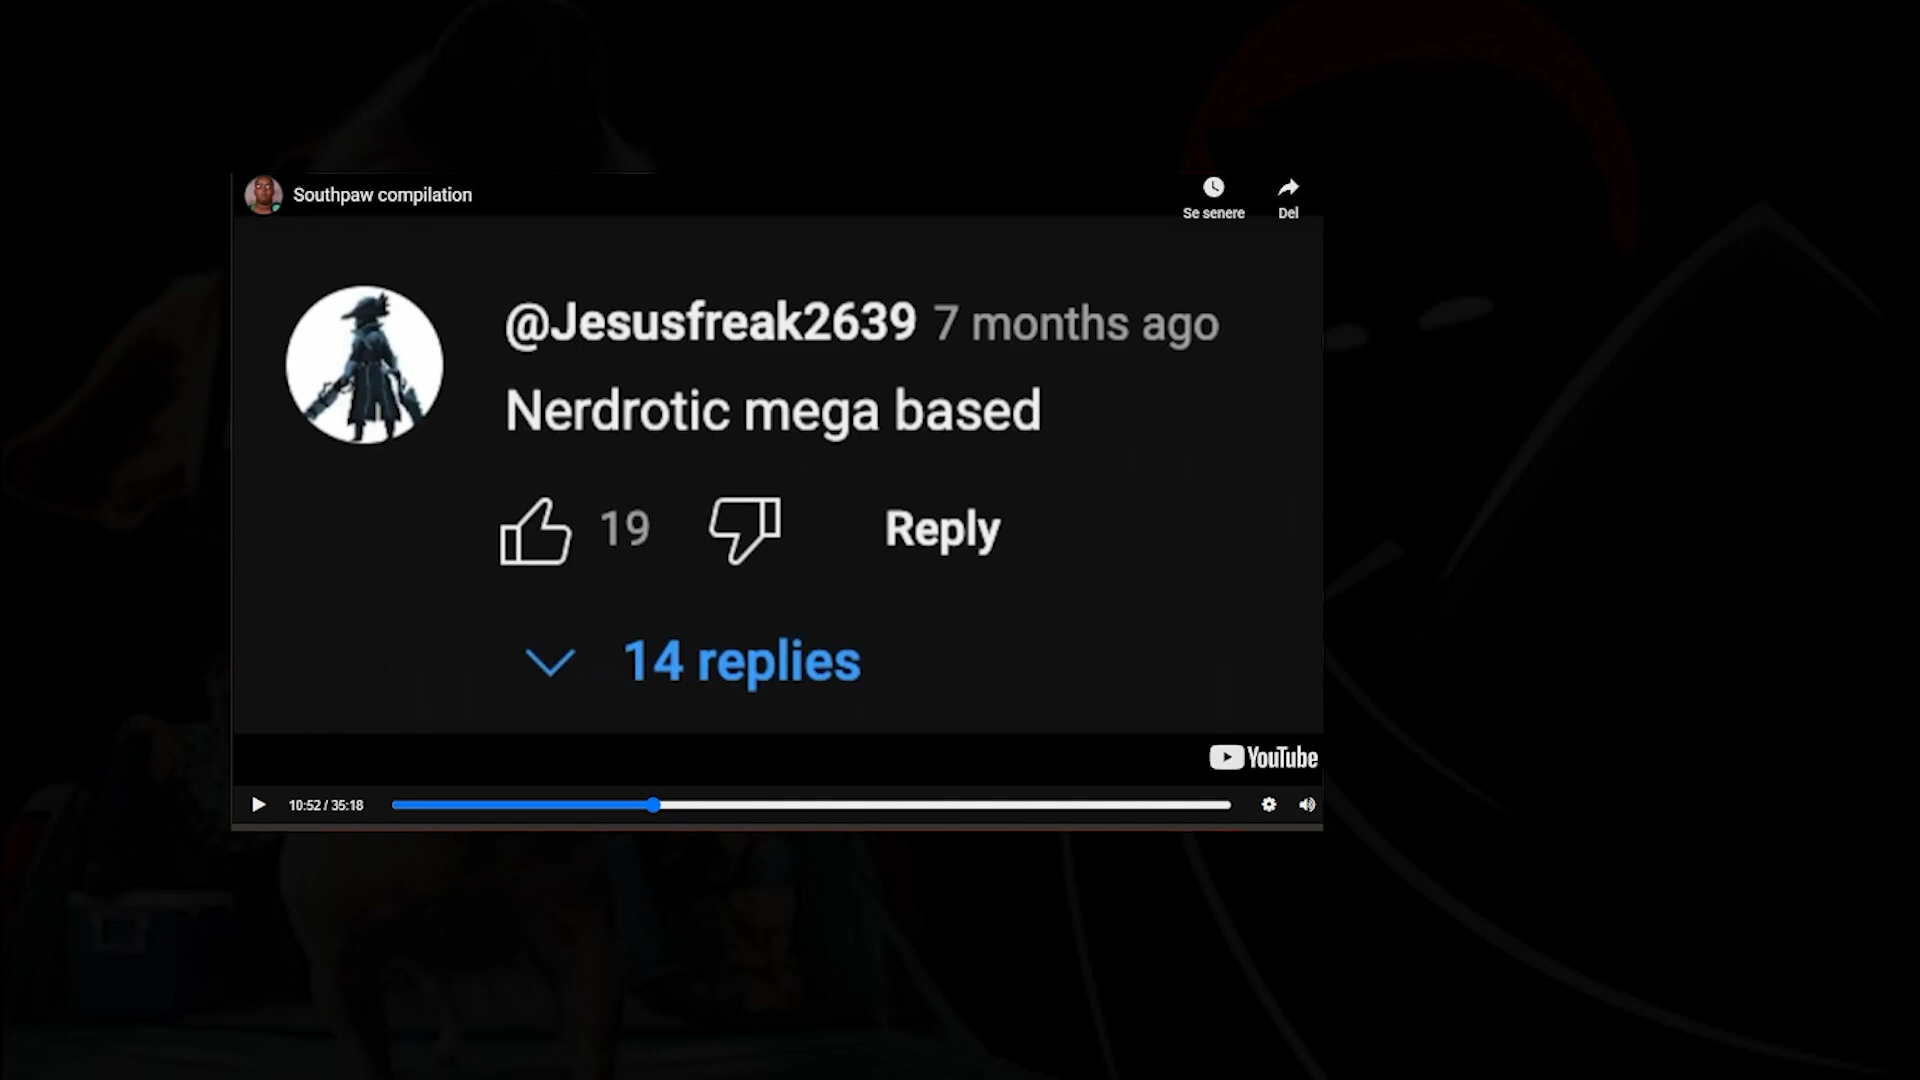 Southpaw compilation
Se senere
Del
@Jesusfreak2639 7 months ago
Nerdrotic mega based
19
Reply
14 replies
YouTube
10:52 / 35:18